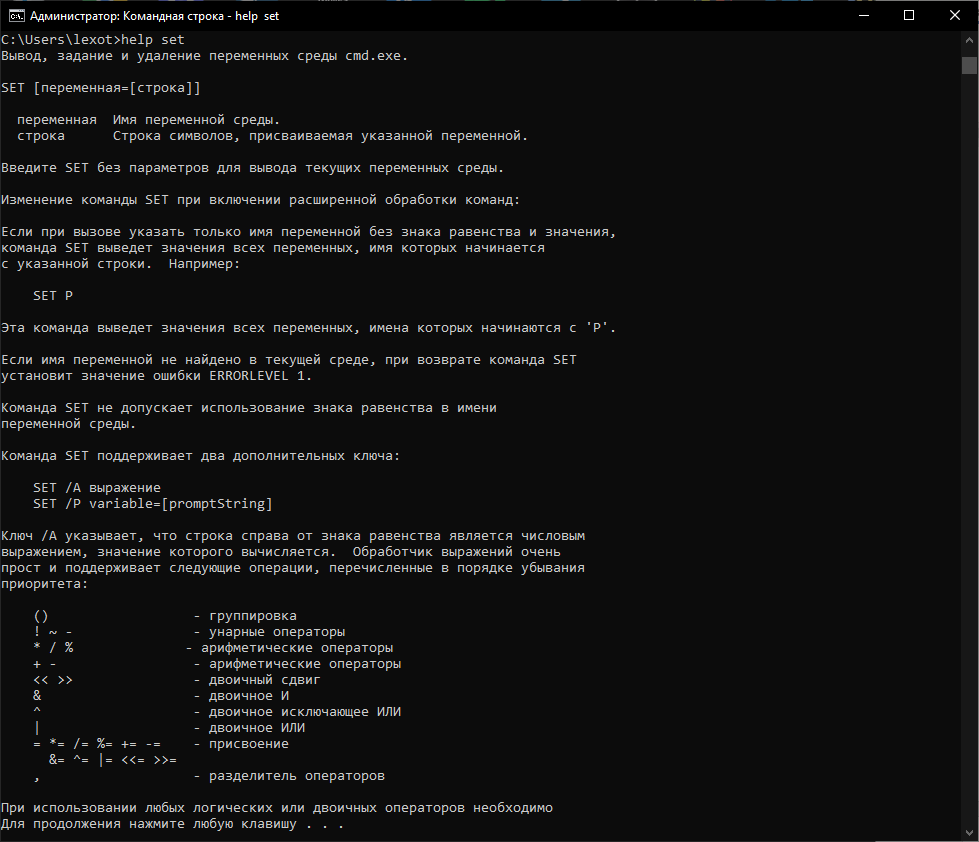 Администратор: Командная строка - help  set
C:\Users\lexot>help set
Вывод, задание и удаление переменных среды cmd.exe.

SET [переменная=[строка]]

  переменная  Имя переменной среды.
  строка      Строка символов, присваиваемая указанной переменной.

Введите SET без параметров для вывода текущих переменных среды.

Изменение команды SET при включении расширенной обработки команд:

Если при вызове указать только имя переменной без знака равенства и значения,
команда SET выведет значения всех переменных, имя которых начинается
с указанной строки.  Например:

    SET P

Эта команда выведет значения всех переменных, имена которых начинаются с 'P'.

Если имя переменной не найдено в текущей среде, при возврате команда SET
установит значение ошибки ERRORLEVEL 1.

Команда SET не допускает использование знака равенства в имени
переменной среды.

Команда SET поддерживает два дополнительных ключа:

    SET /A выражение
    SET /P variable=[promptString]

Ключ /A указывает, что строка справа от знака равенства является числовым
выражением, значение которого вычисляется.  Обработчик выражений очень
прост и поддерживает следующие операции, перечисленные в порядке убывания
приоритета:

    ()                  - группировка
    ! ~ -               - унарные операторы
    * / %              - арифметические операторы
    + -                 - арифметические операторы
    << >>               - двоичный сдвиг
    &                   - двоичное И
    ^                   - двоичное исключающее ИЛИ
    |                   - двоичное ИЛИ
    = *= /= %= += -=    - присвоение
      &= ^= |= <<= >>=
    ,                   - разделитель операторов

При использовании любых логических или двоичных операторов необходимо
Для продолжения нажмите любую клавишу . . .